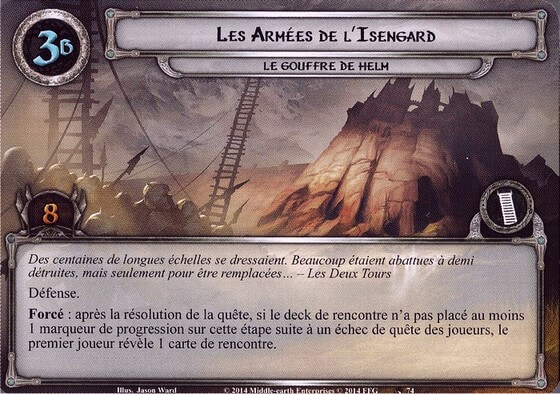 3B
LES ARMÉES DE L'ISENGARD
LE GOUFFRE DE HELM
8
Des centaines de longues échelles se dressaient. Beaucoup étaient abattues à demi
détruites, mais seulement pour être remplacées... – Les Deux Tours
Défense.
Forcé : après la résolution de la quête, si le deck de rencontre n'a pas placé au moins
1 marqueur de progression sur cette étape suite à un échec de quête des joueurs, le
premier joueur révèle 1 carte de rencontre.
Illus. Jason Ward © 2014 Middle-earth Enterprises © 2014 FFG 74